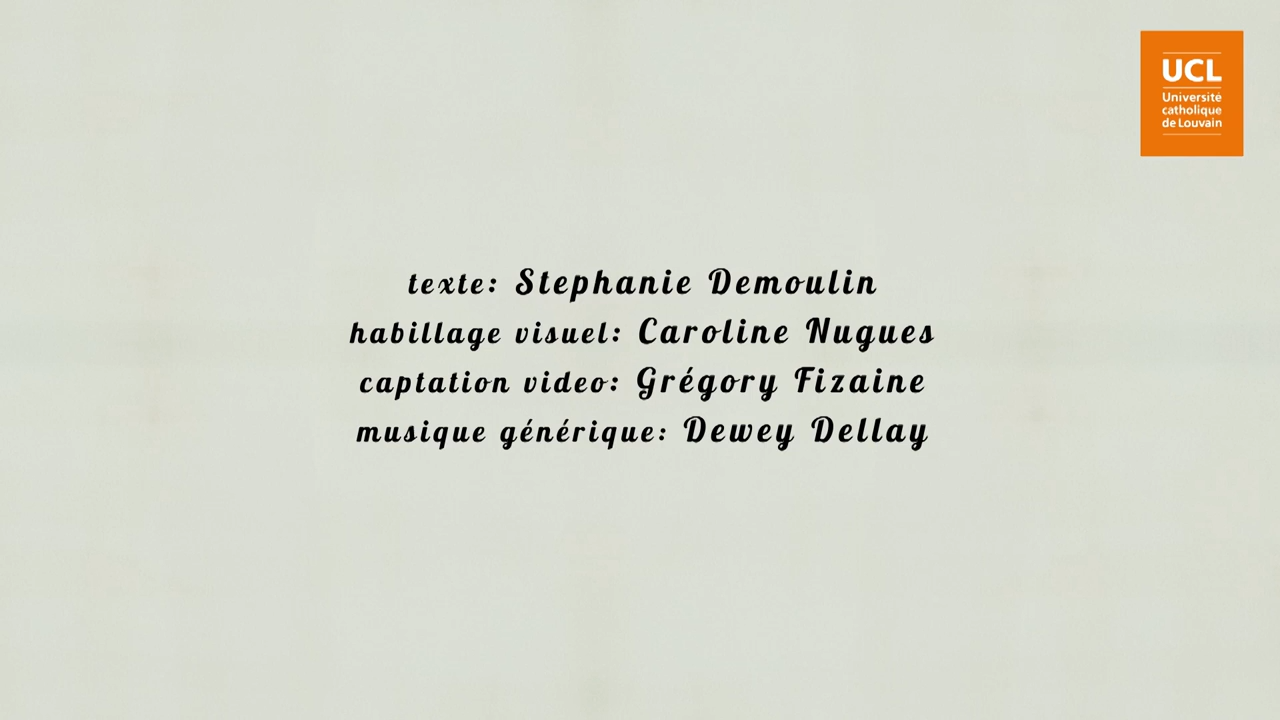 UCL
Université
catholique
de Louvain
texte: Stephanie Demoulin
habillage visuel: Caroline Nugues
captation video: Grégory Fizaine
musique générique: Dewey Dellay